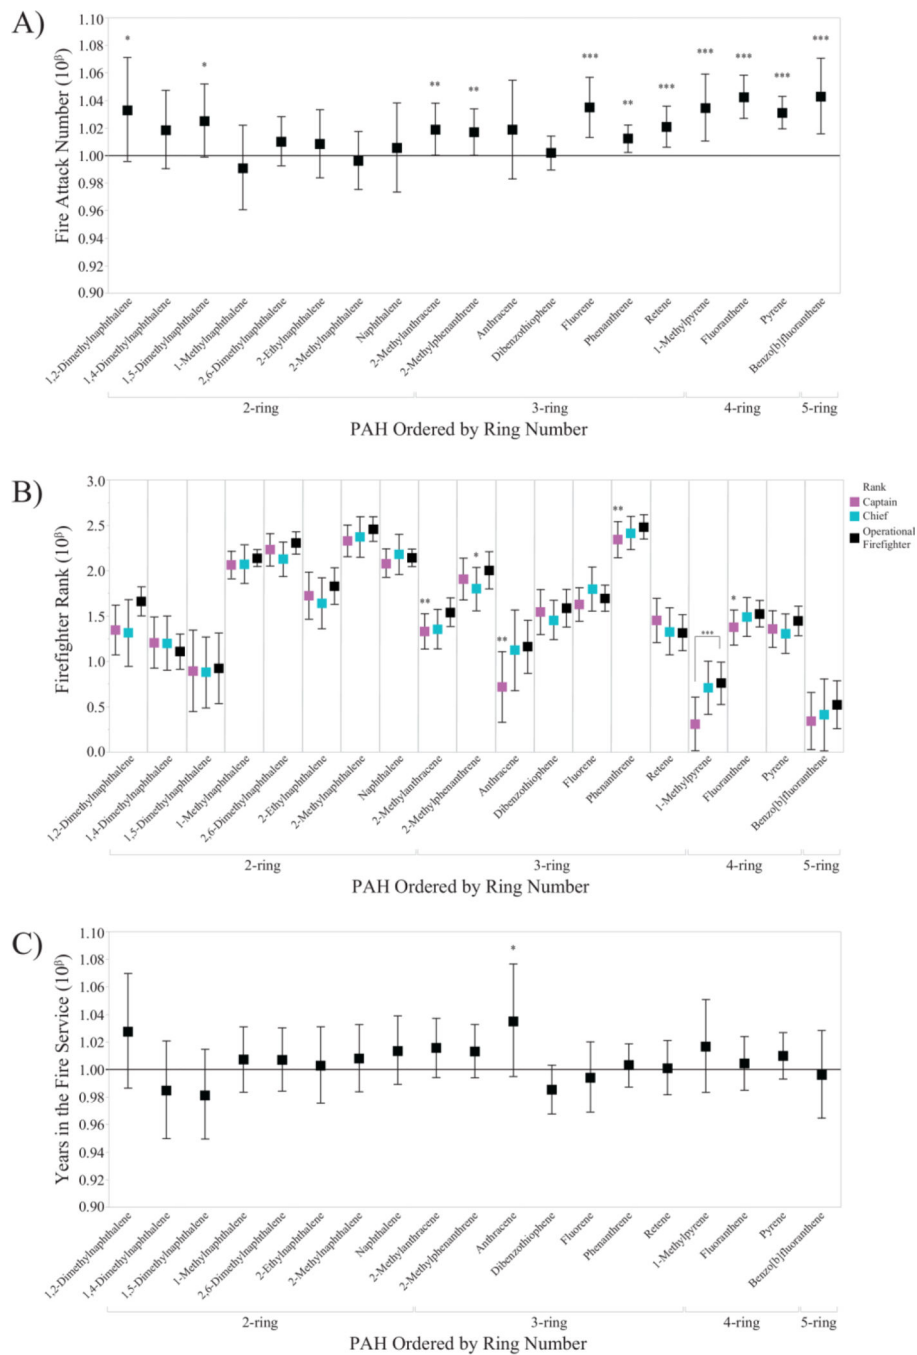 A)
Fire Attack Number (10^β)
1.10
1.08
1.06
1.04
1.02
1.00
0.98
0.96
0.94
0.92
0.90
*
*
**
**
***
**
***
***
***
***
***
1,2-Dimethylnaphthalene
1,4-Dimethylnaphthalene
1,5-Dimethylnaphthalene
1-Methylnaphthalene
2,6-Dimethylnaphthalene
2-Ethylnaphthalene
2-Methylnaphthalene
Naphthalene
2-Methylanthracene
2-Methylphenanthrene
Anthracene
Dibenzothiophene
Fluorene
Phenanthrene
Retene
1-Methylpyrene
Fluoranthene
Pyrene
Benzo[b]fluoranthene
2-ring 3-ring 4-ring 5-ring
PAH Ordered by Ring Number
B)
Firefighter Rank (10^β)
3.0
2.5
2.0
1.5
1.0
0.5
0.0
**
*
**
**
***
*
Rank
Captain
Chief
Operational
Firefighter
1,2-Dimethylnaphthalene
1,4-Dimethylnaphthalene
1,5-Dimethylnaphthalene
1-Methylnaphthalene
2,6-Dimethylnaphthalene
2-Ethylnaphthalene
2-Methylnaphthalene
Naphthalene
2-Methylanthracene
2-Methylphenanthrene
Anthracene
Dibenzothiophene
Fluorene
Phenanthrene
Retene
1-Methylpyrene
Fluoranthene
Pyrene
Benzo[b]fluoranthene
2-ring 3-ring 4-ring 5-ring
PAH Ordered by Ring Number
C)
Years in the Fire Service (10^β)
1.10
1.08
1.06
1.04
1.02
1.00
0.98
0.96
0.94
0.92
0.90
*
1,2-Dimethylnaphthalene
1,4-Dimethylnaphthalene
1,5-Dimethylnaphthalene
1-Methylnaphthalene
2,6-Dimethylnaphthalene
2-Ethylnaphthalene
2-Methylnaphthalene
Naphthalene
2-Methylanthracene
2-Methylphenanthrene
Anthracene
Dibenzothiophene
Fluorene
Phenanthrene
Retene
1-Methylpyrene
Fluoranthene
Pyrene
Benzo[b]fluoranthene
2-ring 3-ring 4-ring 5-ring
PAH Ordered by Ring Number